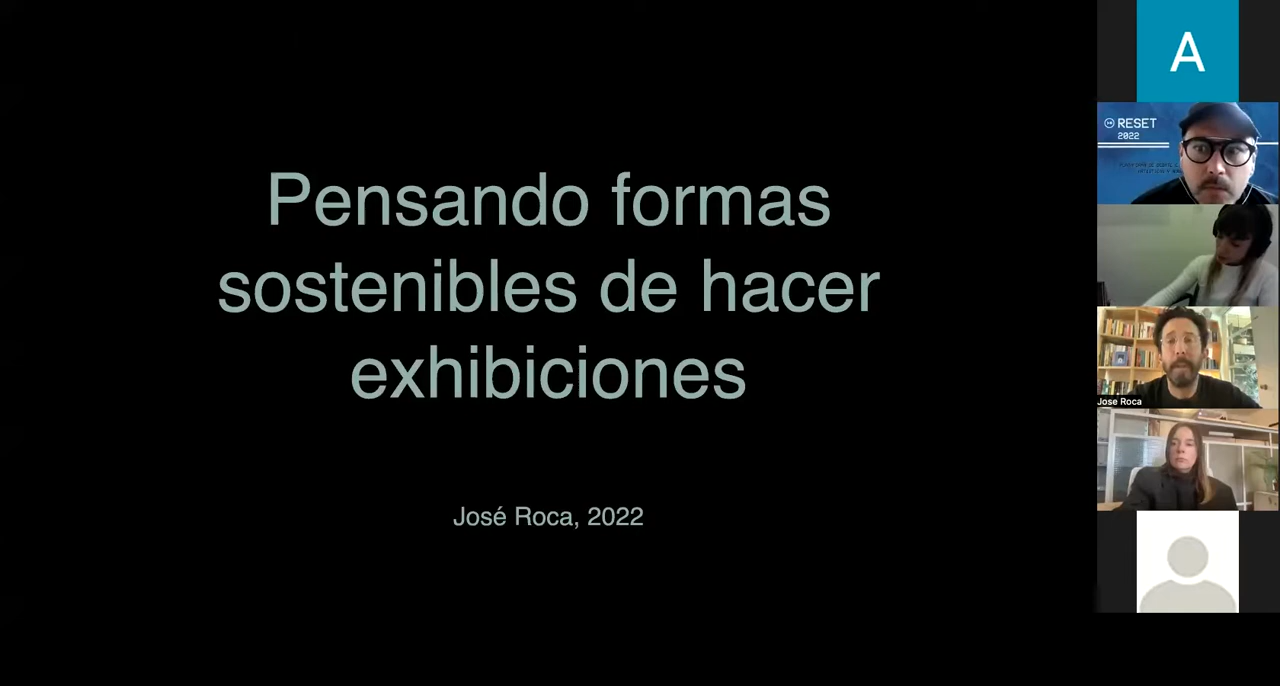 Pensando formas
sostenibles de hacer
exhibiciones
José Roca, 2022
A
RESET
2022
Jose Roca